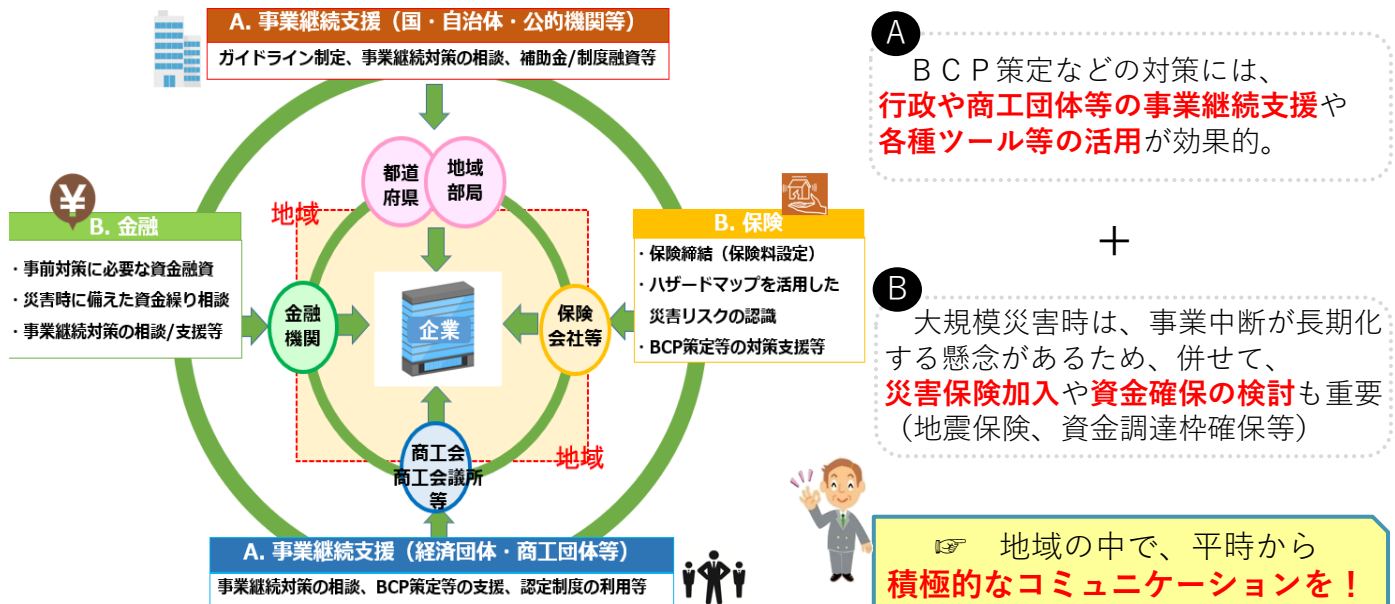 A. 事業継続支援（国・自治体・公的機関等）
ガイドライン制定、事業継続対策の相談、補助金/制度融資等
都道
府県
地域
部局
地域
¥
B. 金融
・事前対策に必要な資金融資
・災害時に備えた資金繰り相談
・事業継続対策の相談/支援等
金融
機関
企業
保険
会社等
B. 保険
・保険締結（保険料設定）
・ハザードマップを活用した
災害リスクの認識
・BCP策定等の対策支援等
商工会
商工会議所
等
地域
A. 事業継続支援（経済団体・商工団体等）
事業継続対策の相談、BCP策定等の支援、認定制度の利用等
A
ＢＣＰ策定などの対策には、
行政や商工団体等の事業継続支援や
各種ツール等の活用が効果的。
＋
B
大規模災害時は、事業中断が長期化
する懸念があるため、併せて、
災害保険加入や資金確保の検討も重要
（地震保険、資金調達枠確保等）
☞ 地域の中で、平時から
積極的なコミュニケーションを！